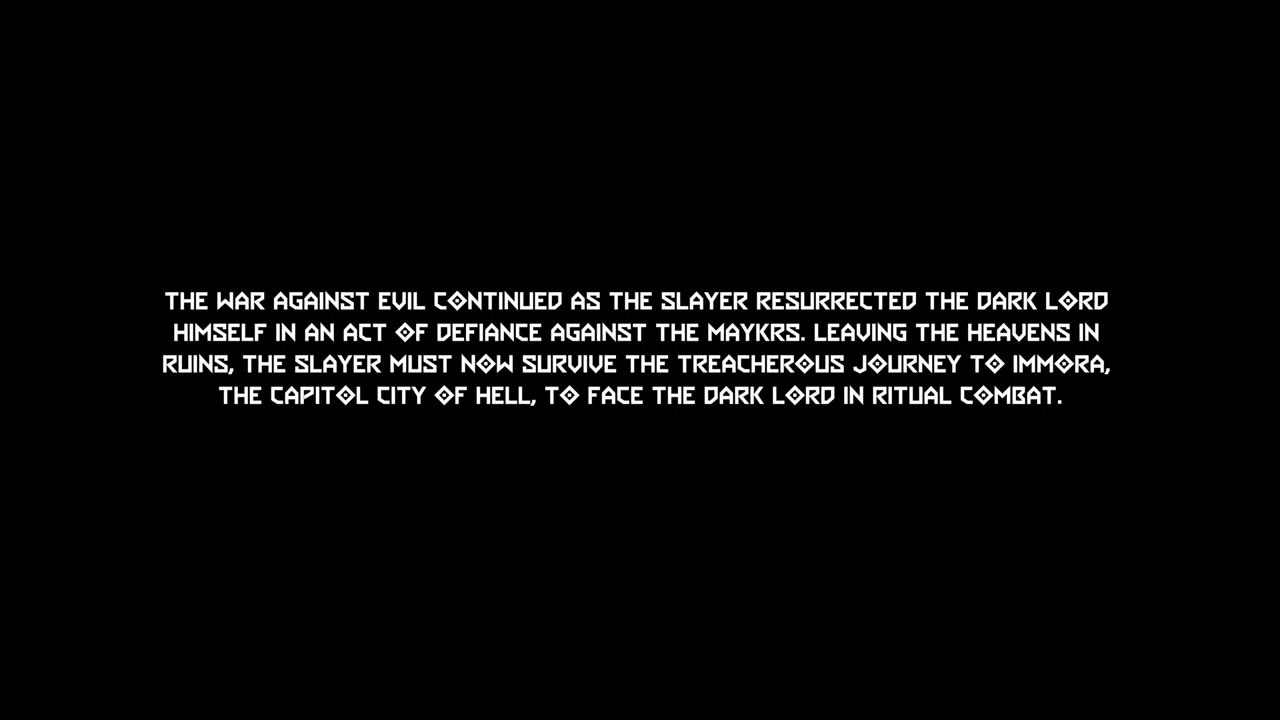 THE WAR AGAINST EVIL CONTINUED AS THE SLAYER RESURRECTED THE DARK LORD
HIMSELF IN AN ACT OF DEFIANCE AGAINST THE MAYKRS. LEAVING THE HEAVENS IN
RUINS, THE SLAYER MUST NOW SURVIVE THE TREACHEROUS JOURNEY TO IMMORA,
THE CAPITOL CITY OF HELL, TO FACE THE DARK LORD IN RITUAL COMBAT.